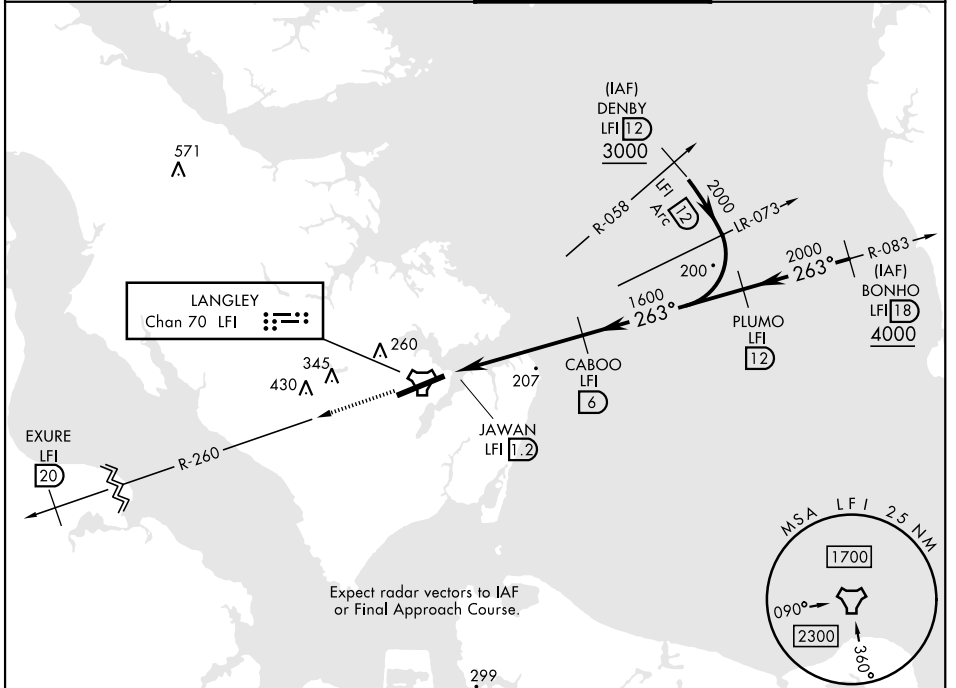 (IAF)
DENBY
LFI 12
3000
571
R-058
LFI 12
Arc
2000
LR-073
200
2000
263°
R-083
(IAF)
BONHO
LFI 18
4000
LANGLEY
Chan 70 LFI
1600
263°
PLUMO
LFI
12
260
345
430
207
CABOO
LFI
6
JAWAN
LFI 1.2
EXURE
LFI
20
R-260
Expect radar vectors to IAF
or Final Approach Course.
MSA LFI 25 NM
1700
090°
2300
360°
299